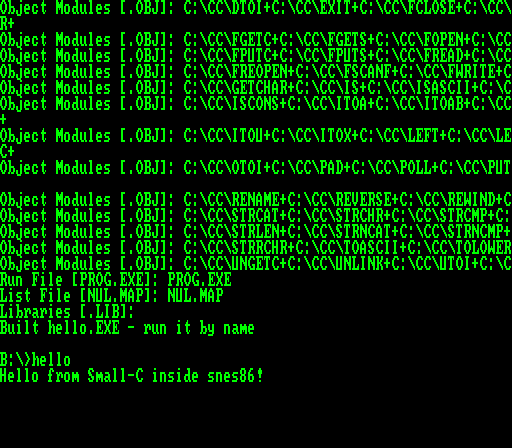 Object Modules [.OBJ]: C:\CC\DTOI+C:\CC\EXIT+C:\CC\FCLOSE+C:\CC\
R+
Object Modules [.OBJ]: C:\CC\FGETC+C:\CC\FGETS+C:\CC\FOPEN+C:\CC
Object Modules [.OBJ]: C:\CC\FPUTC+C:\CC\FPUTS+C:\CC\FREAD+C:\CC
Object Modules [.OBJ]: C:\CC\FREOPEN+C:\CC\FSCANF+C:\CC\FWRITE+C
Object Modules [.OBJ]: C:\CC\GETCHAR+C:\CC\IS+C:\CC\ISASCII+C:\C
Object Modules [.OBJ]: C:\CC\ISCONS+C:\CC\ITOA+C:\CC\ITOAB+C:\CC
+
Object Modules [.OBJ]: C:\CC\ITOU+C:\CC\ITOX+C:\CC\LEFT+C:\CC\LE
C+
Object Modules [.OBJ]: C:\CC\OTOI+C:\CC\PAD+C:\CC\POLL+C:\CC\PUT
Object Modules [.OBJ]: C:\CC\RENAME+C:\CC\REVERSE+C:\CC\REWIND+C
Object Modules [.OBJ]: C:\CC\STRCAT+C:\CC\STRCHR+C:\CC\STRCMP+C:
Object Modules [.OBJ]: C:\CC\STRLEN+C:\CC\STRNCAT+C:\CC\STRNCMP+
Object Modules [.OBJ]: C:\CC\STRRCHR+C:\CC\TOASCII+C:\CC\TOLOWER
Object Modules [.OBJ]: C:\CC\UNGETC+C:\CC\UNLINK+C:\CC\UTOI+C:\C
Run File [PROG.EXE]: PROG.EXE
List File [NUL.MAP]: NUL.MAP
Libraries [.LIB]:
Built hello.EXE - run it by name
B:\>hello
Hello from Small-C inside snes86!